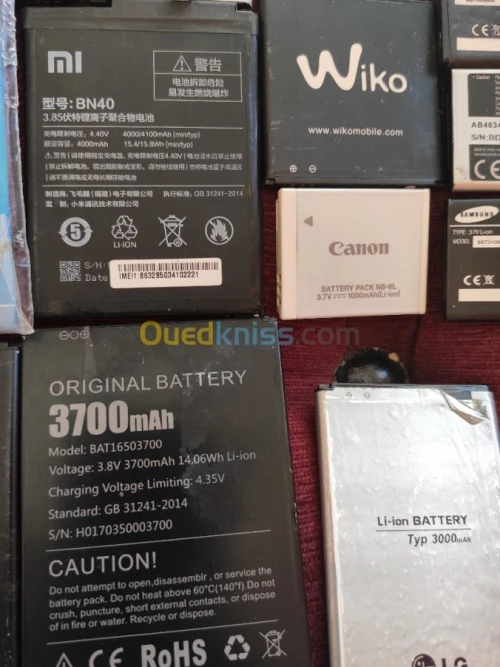 mi
警告
电池拆卸危险
易发生燃烧爆炸
型号: BN40
3.85伏特锂离子聚合物电池
充电限制电压: 4.40V 4000/4100mAh (min/typ)
额定容量: 4000mAh 15.4/15.8Wh (min/typ)
执行标准: GB 31241-2014
5
LI-ION
S/N:
Date
IMEI1: 863285034102221
Wiko
www.wikomobile.com
Canon
BATTERY PACK NB-6L
3.7V 1000mAh(Li-ion)
AB4634
SAMSUNG
Ouedkniss.com
ORIGINAL BATTERY
3700mAh
Model: BAT16503700
Voltage: 3.8V 3700mAh 14.06Wh Li-ion
Charging Voltage Limiting: 4.35V
Standard: GB 31241-2014
S/N: H0170350003700
CAUTION!
Do not attempt to open,disassemblr , or service the
battery pack. Do not heat above 60°C(140°f).Do not
crush, puncture, short external contacts, or dispose
of in fire or water. Dispose or Recycle properly.
CE RoHS
Li-ion BATTERY
Typ 3000mAh
LG